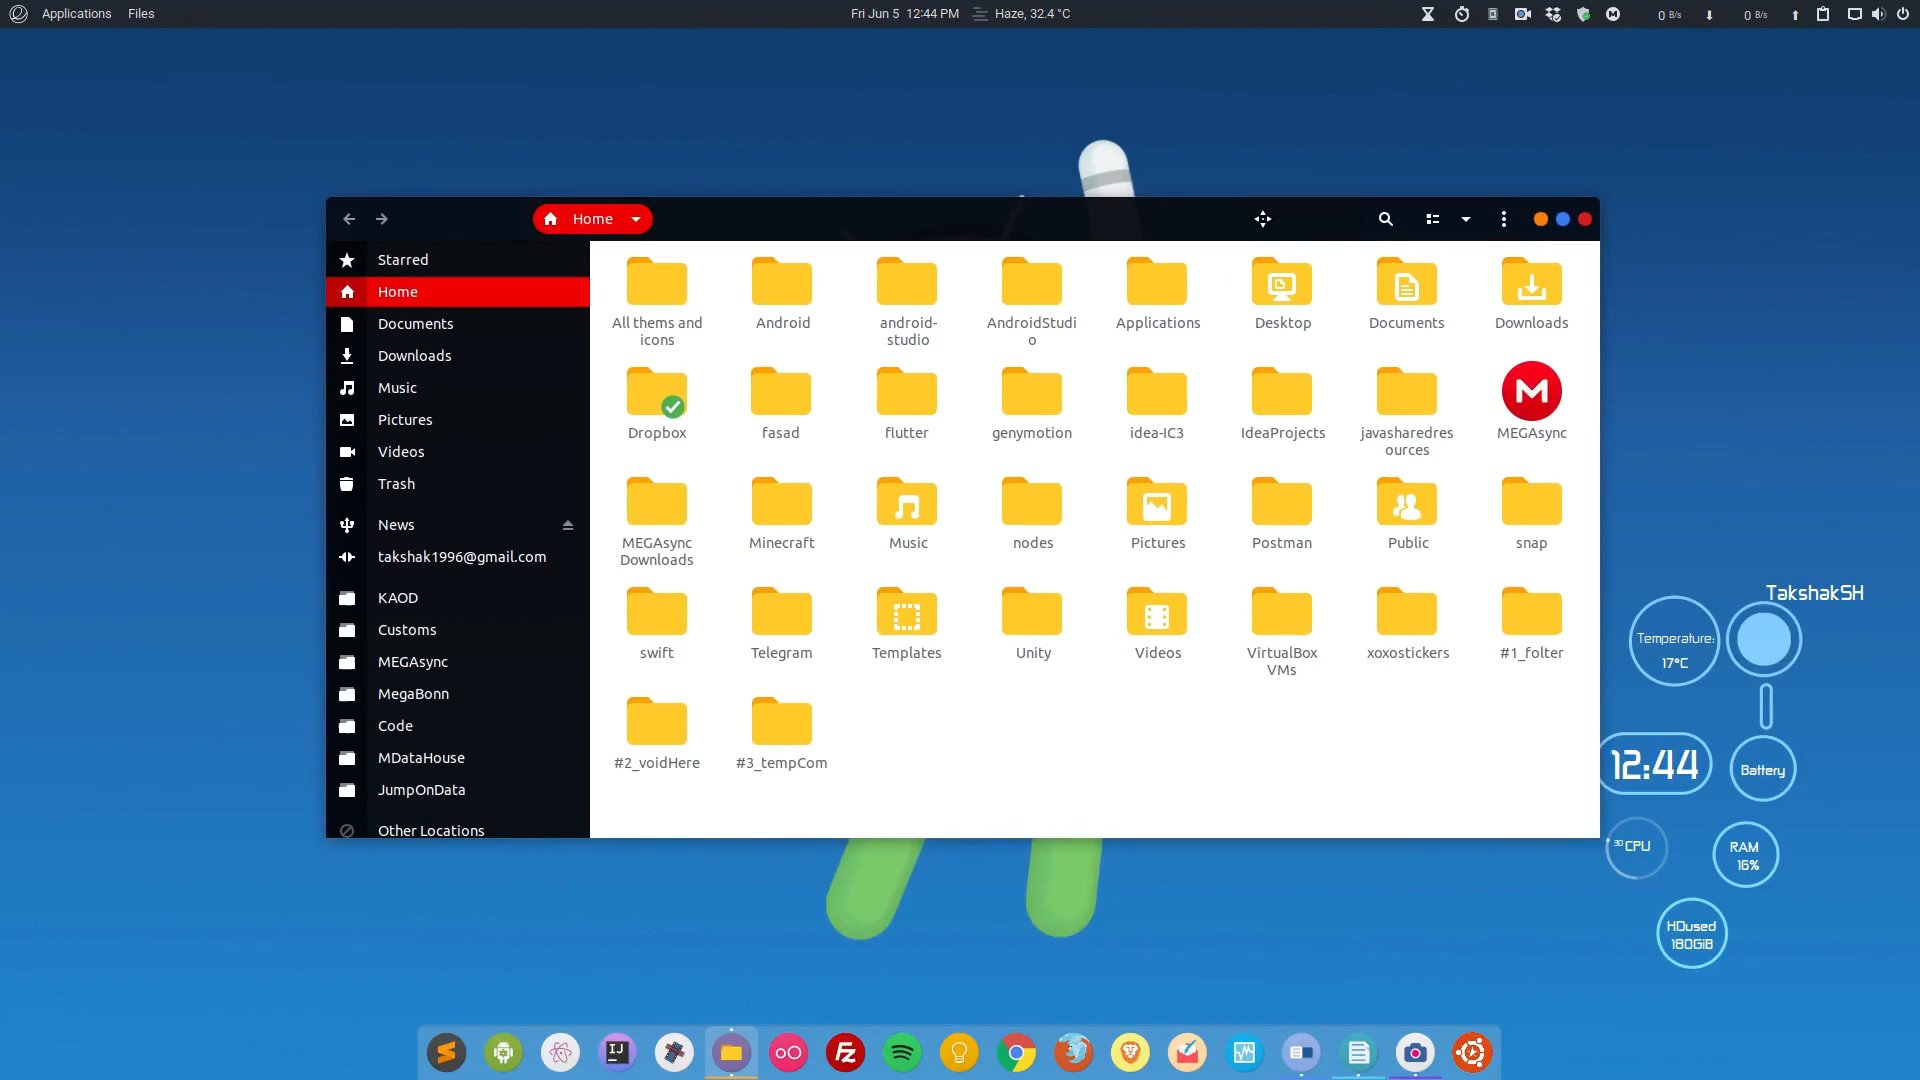 Applications Files Fri Jun 5 12:44 PM Haze, 32.4 °C 0 B/s 0 B/s
Home
Starred
Home
Documents
Downloads
Music
Pictures
Videos
Trash
News
takshak1996@gmail.com
KAOD
Customs
MEGAsync
MegaBonn
Code
MDataHouse
JumpOnData
Other Locations
All thems and
icons
Android
android-
studio
AndroidStudi
o
Applications
Desktop
Documents
Downloads
Dropbox
fasad
flutter
genymotion
idea-IC3
IdeaProjects
javasharedres
ources
MEGAsync
MEGAsync
Downloads
Minecraft
Music
nodes
Pictures
Postman
Public
snap
swift
Telegram
Templates
Unity
Videos
VirtualBox
VMs
xoxostickers
#1_folter
#2_voidHere
#3_tempCom
TakshakSH
Temperature:
17°C
12:44
Battery
30 CPU
RAM
16%
HDused
180GiB
IJ
FZ